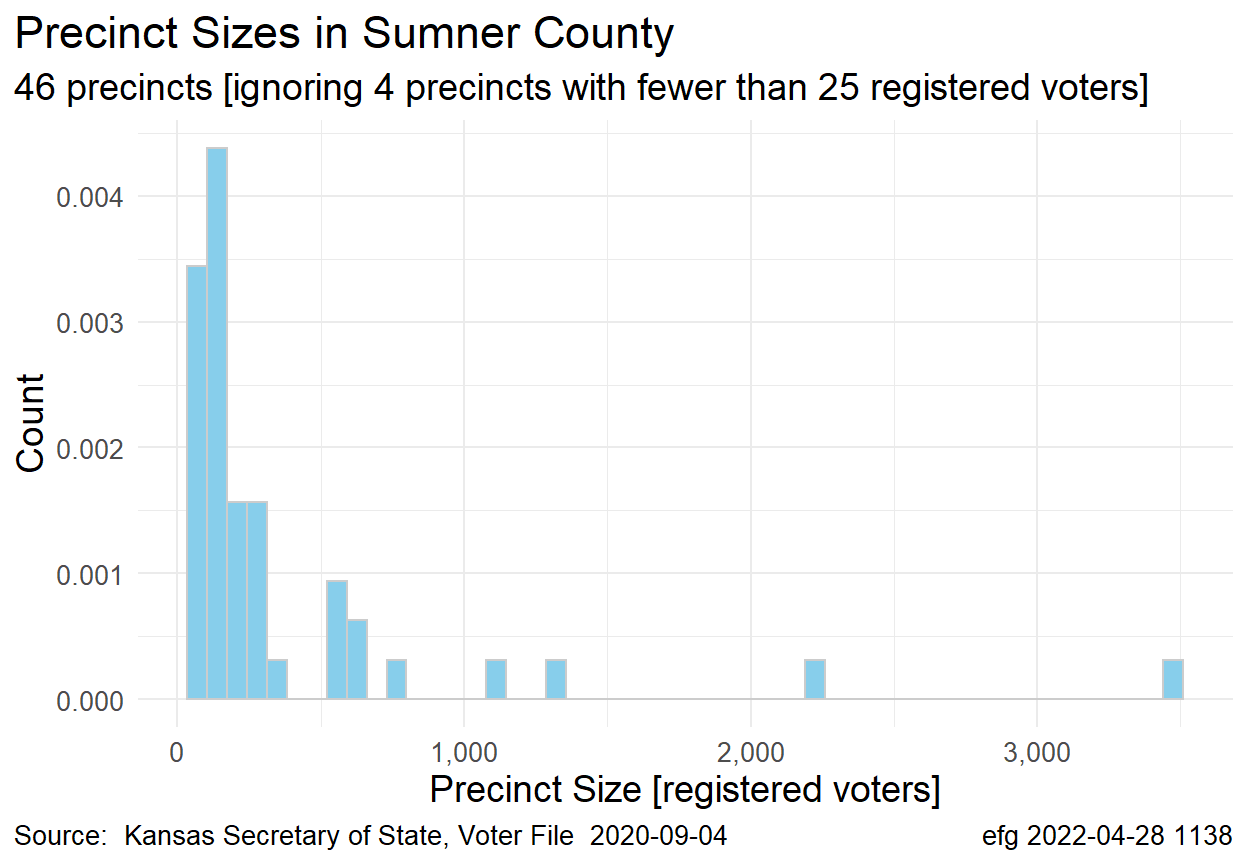 Precinct Sizes in Sumner County
46 precincts [ignoring 4 precincts with fewer than 25 registered voters]
Count
0.004
0.003
0.002
0.001
0.000
0 1,000 2,000 3,000
Precinct Size [registered voters]
Source:  Kansas Secretary of State, Voter File  2020-09-04
efg 2022-04-28 1138